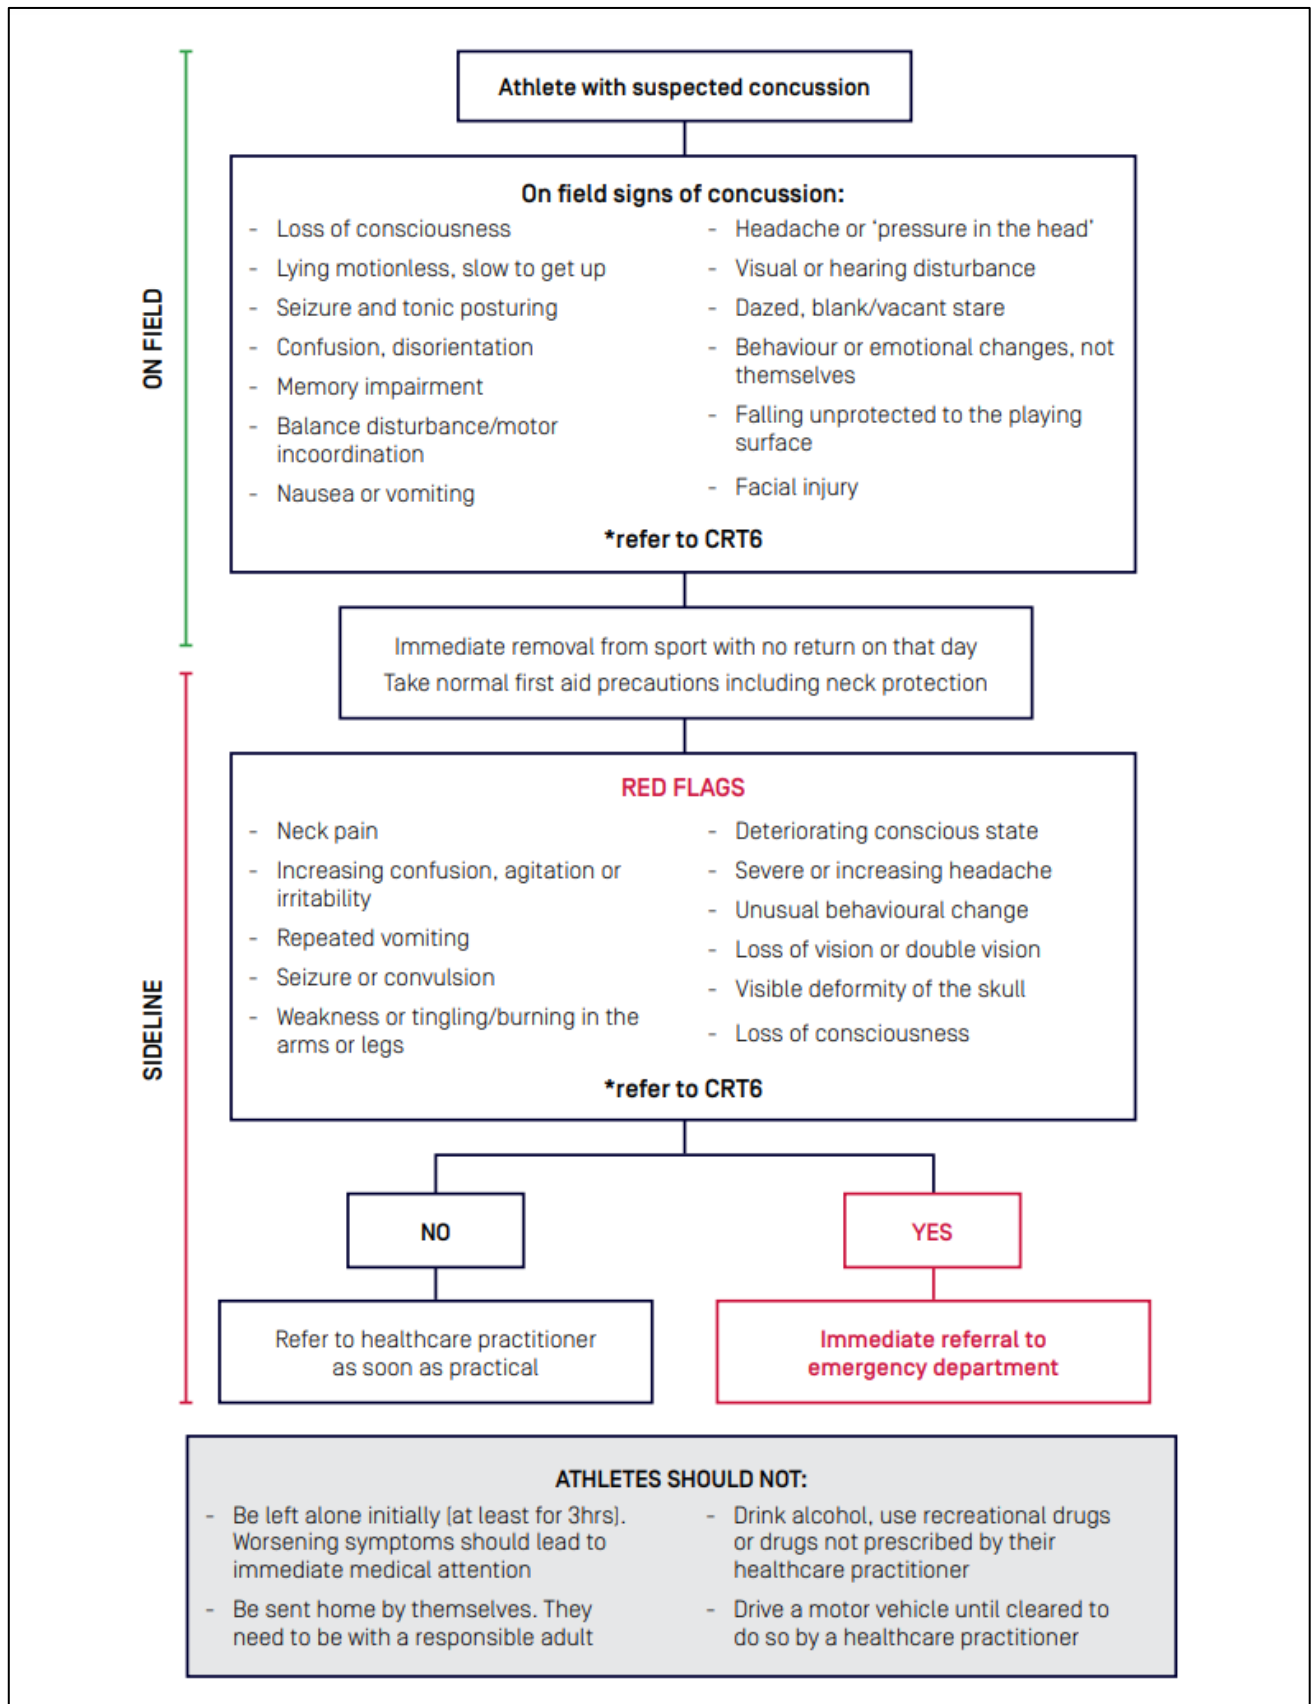 Athlete with suspected concussion
ON FIELD
On field signs of concussion:
- Loss of consciousness
- Lying motionless, slow to get up
- Seizure and tonic posturing
- Confusion, disorientation
- Memory impairment
- Balance disturbance/motor
incoordination
- Nausea or vomiting
- Headache or ‘pressure in the head’
- Visual or hearing disturbance
- Dazed, blank/vacant stare
- Behaviour or emotional changes, not
themselves
- Falling unprotected to the playing
surface
- Facial injury
*refer to CRT6
Immediate removal from sport with no return on that day
Take normal first aid precautions including neck protection
SIDELINE
RED FLAGS
- Neck pain
- Increasing confusion, agitation or
irritability
- Repeated vomiting
- Seizure or convulsion
- Weakness or tingling/burning in the
arms or legs
- Deteriorating conscious state
- Severe or increasing headache
- Unusual behavioural change
- Loss of vision or double vision
- Visible deformity of the skull
- Loss of consciousness
*refer to CRT6
NO
Refer to healthcare practitioner
as soon as practical
YES
Immediate referral to
emergency department
ATHLETES SHOULD NOT:
- Be left alone initially (at least for 3hrs).
Worsening symptoms should lead to
immediate medical attention
- Be sent home by themselves. They
need to be with a responsible adult
- Drink alcohol, use recreational drugs
or drugs not prescribed by their
healthcare practitioner
- Drive a motor vehicle until cleared to
do so by a healthcare practitioner